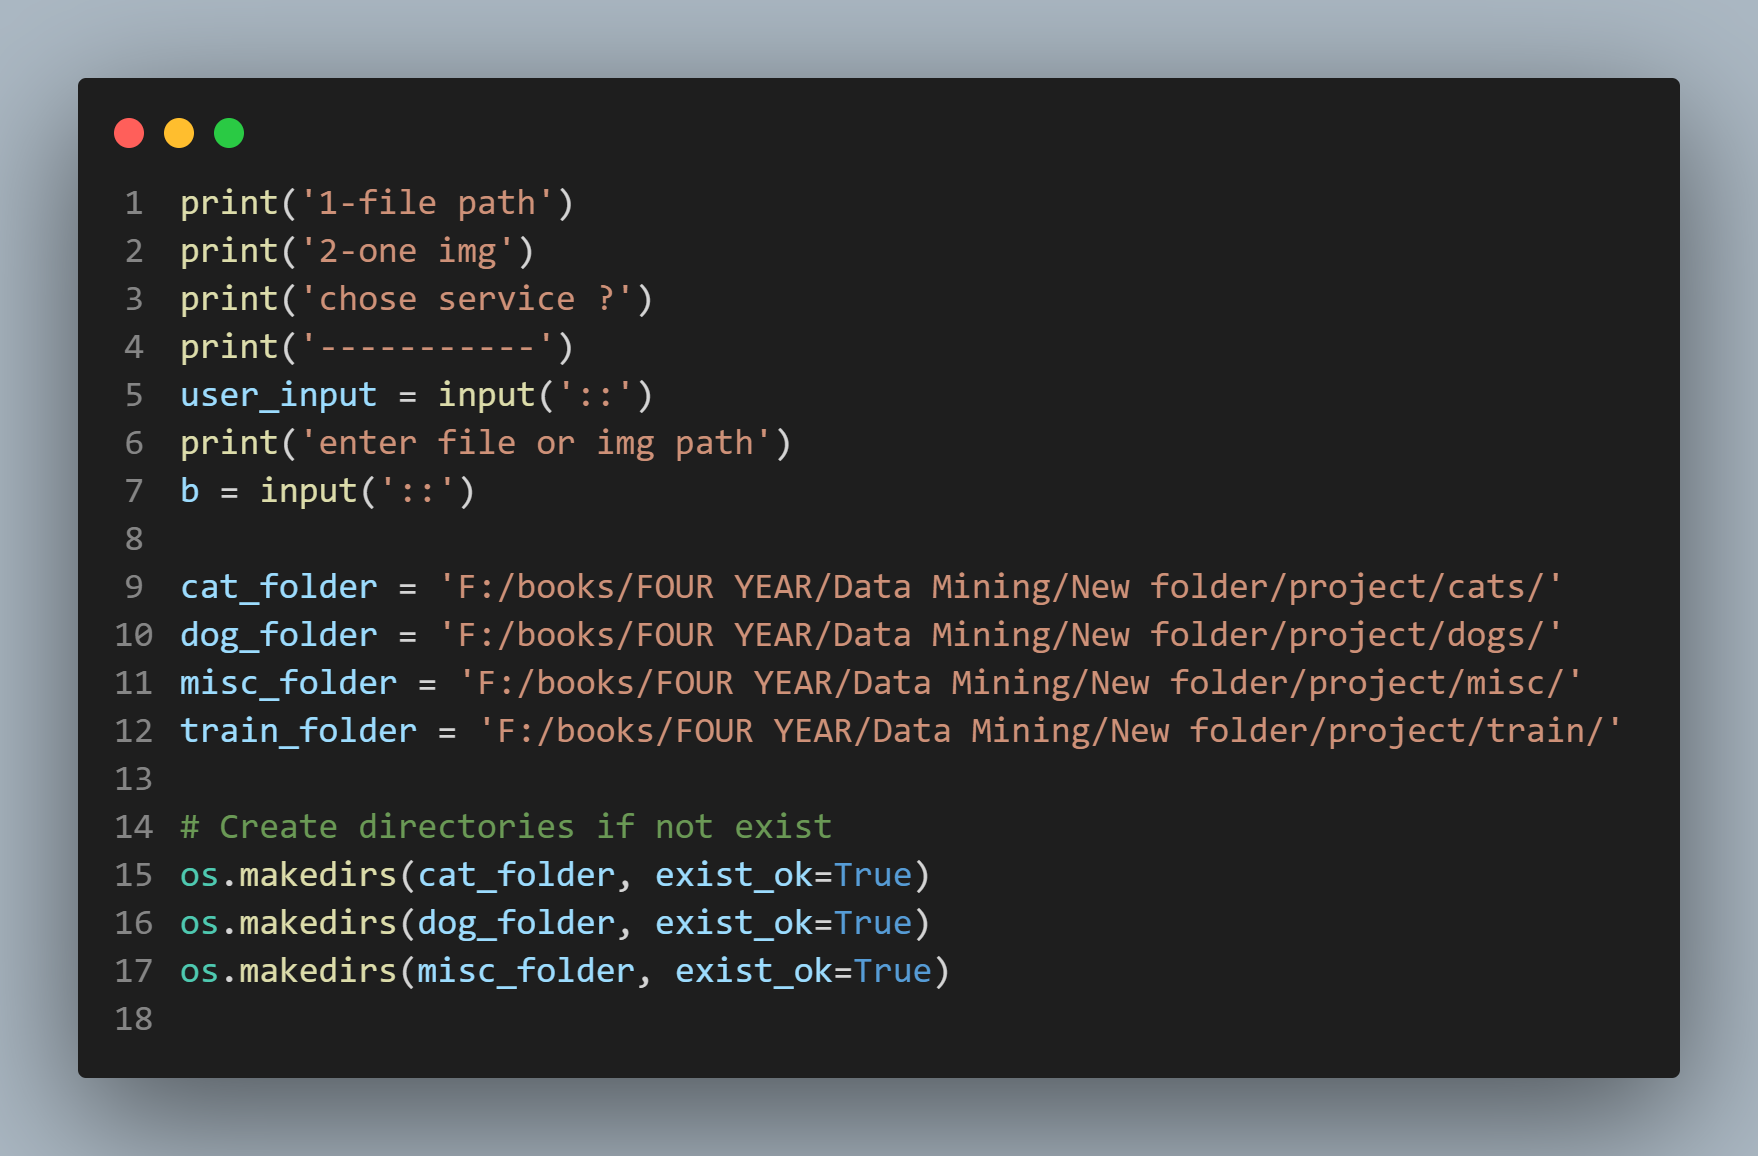 1 print('1-file path')
2 print('2-one img')
3 print('chose service ?')
4 print('-----------')
5 user_input = input('::')
6 print('enter file or img path')
7 b = input('::')
8
9 cat_folder = 'F:/books/FOUR YEAR/Data Mining/New folder/project/cats/'
10 dog_folder = 'F:/books/FOUR YEAR/Data Mining/New folder/project/dogs/'
11 misc_folder = 'F:/books/FOUR YEAR/Data Mining/New folder/project/misc/'
12 train_folder = 'F:/books/FOUR YEAR/Data Mining/New folder/project/train/'
13
14 # Create directories if not exist
15 os.makedirs(cat_folder, exist_ok=True)
16 os.makedirs(dog_folder, exist_ok=True)
17 os.makedirs(misc_folder, exist_ok=True)
18